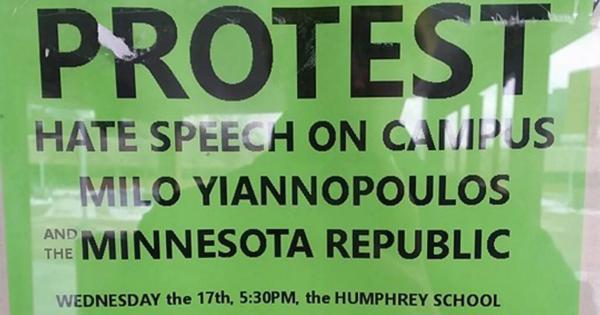 PROTEST
HATE SPEECH ON CAMPUS
MILO YIANNOPOULOS
AND THE MINNESOTA REPUBLIC
WEDNESDAY the 17th, 5:30PM, the HUMPHREY SCHOOL